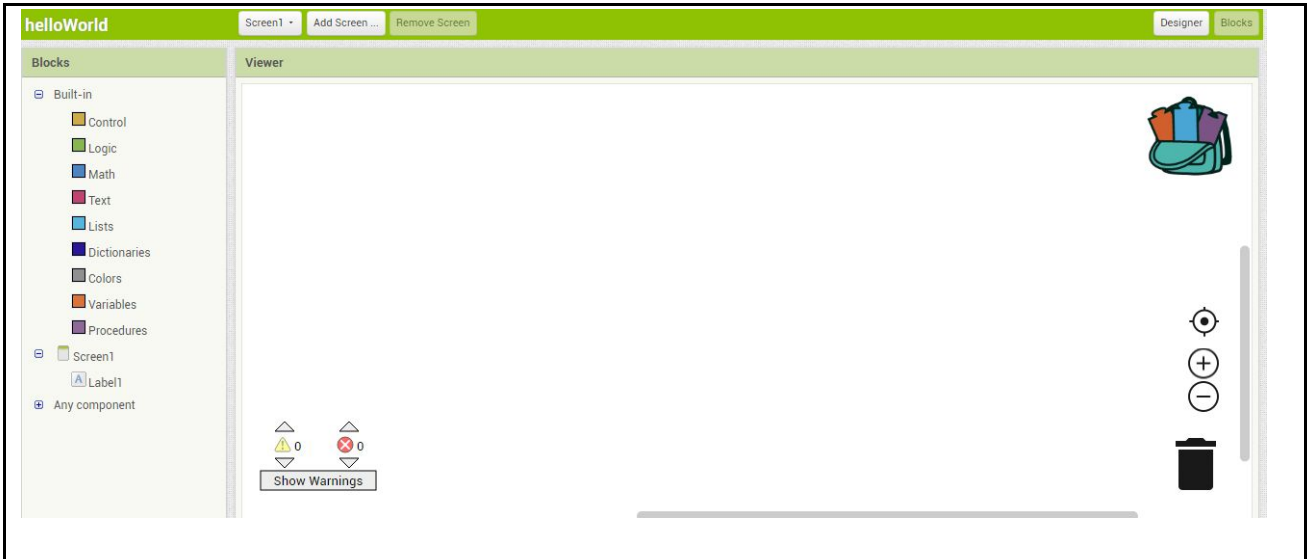 helloWorld Screen1 Add Screen ... Remove Screen Designer Blocks
Blocks Viewer
Built-in
Control
Logic
Math
Text
Lists
Dictionaries
Colors
Variables
Procedures
Screen1
A Label1
Any component
0 0
Show Warnings